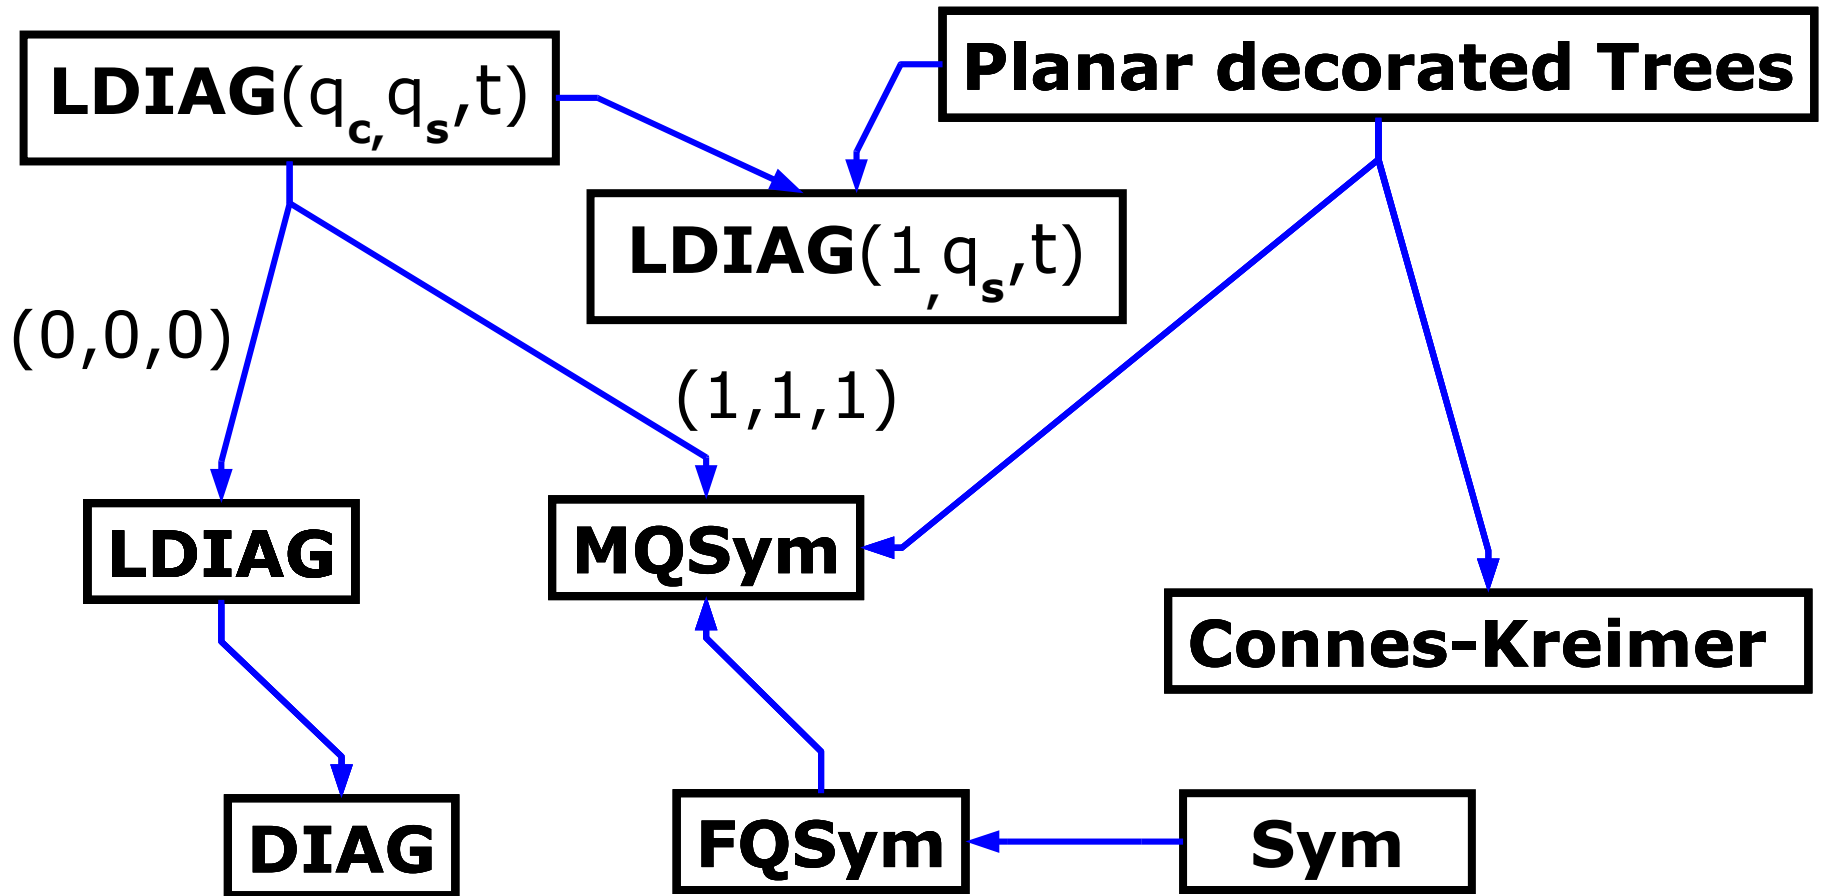 LDIAG(qc,qs,t)
Planar decorated Trees
LDIAG(1,qs,t)
(0,0,0)
(1,1,1)
LDIAG
MQSym
Connes-Kreimer
DIAG
FQSym
Sym